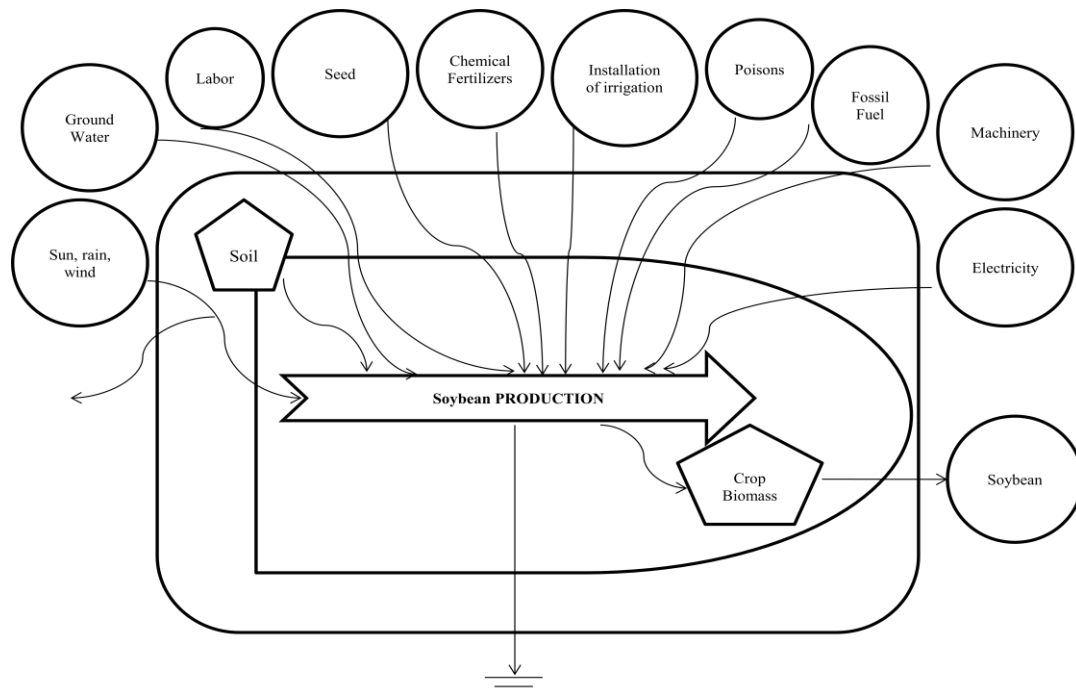 Labor
Seed
Chemical
Fertilizers
Installation
of irrigation
Poisons
Fossil
Fuel
Ground
Water
Machinery
Sun, rain,
wind
Soil
Electricity
Soybean PRODUCTION
Crop
Biomass
Soybean